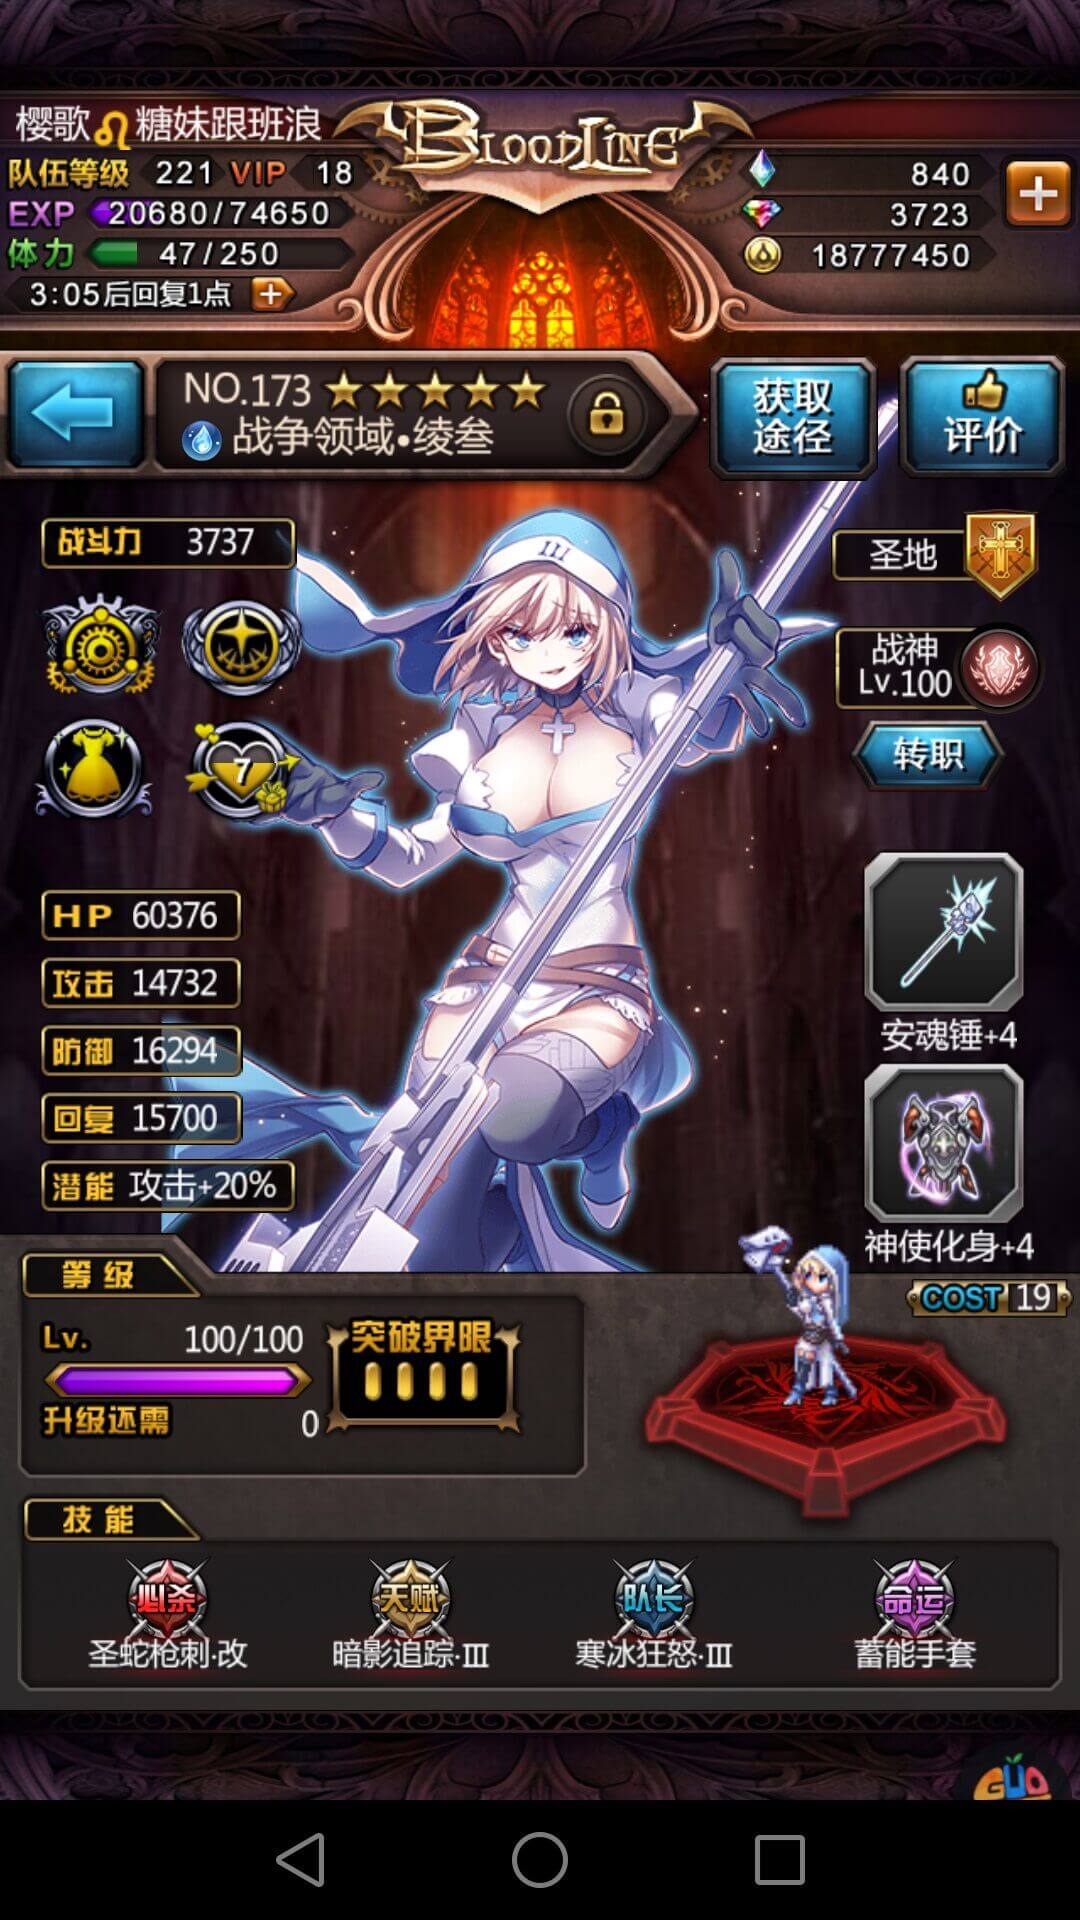 樱歌♌糖妹跟班浪
BLOODLINE
队伍等级 221 VIP 18
EXP 20680/74650
体力 47/250
3:05后回复1点
840
3723
18777450
NO.173
战争领域•绫叁
获取
途径
评价
战斗力 3737
III
圣地
战神
Lv.100
转职
7
HP 60376
攻击 14732
防御 16294
回复 15700
潜能 攻击+20%
安魂锤+4
神使化身+4
等级
COST 19
Lv. 100/100
突破界限
升级还需 0
技能
必杀
天赋
队长
命运
圣蛇枪刺·改
暗影追踪·Ⅲ
寒冰狂怒·Ⅲ
蓄能手套
GUO